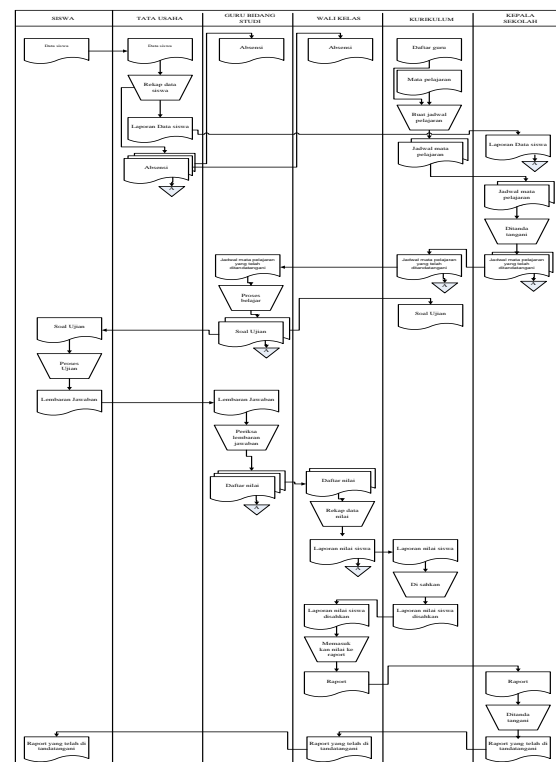 SISWA
TATA USAHA
GURU BIDANG
STUDI
WALI KELAS
KURIKULUM
KEPALA
SEKOLAH
Data siswa
Data siswa
Absensi
Absensi
Daftar guru
Mata pelajaran
Rekap data
siswa
Buat jadwal
pelajaran
Laporan Data siswa
Laporan Data siswa
A
Jadwal mata
pelajaran
Absensi
A
Jadwal mata
pelajaran
Ditanda
tangani
Jadwal mata pelajaran
yang telah
ditandatangani
Jadwal mata pelajaran
yang telah
ditandatangani
A
Jadwal mata pelajaran
yang telah
ditandatangani
A
Proses
belajar
Soal Ujian
Soal Ujian
Soal Ujian
A
Proses
Ujian
Lembaran Jawaban
Lembaran Jawaban
Periksa
lembaran
jawaban
Daftar nilai
A
Daftar nilai
Rekap data
nilai
Laporan nilai siswa
A
Laporan nilai siswa
Di sahkan
Laporan nilai siswa
disahkan
Laporan nilai siswa
disahkan
Memasuk
kan nilai ke
raport
Raport
Raport
Ditanda
tangani
Raport yang telah di
tandatangani
Raport yang telah di
tandatangani
Raport yang telah di
tandatangani